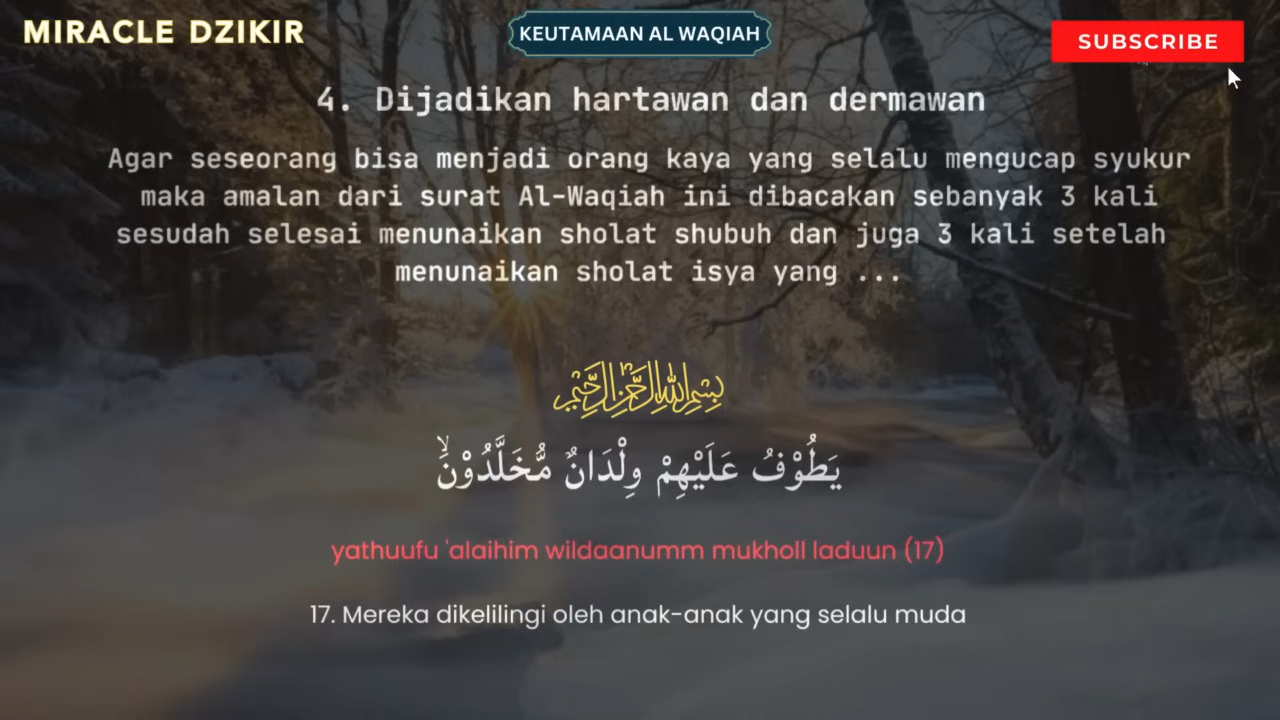 MIRACLE DZIKIR
KEUTAMAAN AL WAQIAH
SUBSCRIBE
4. Dijadikan hartawan dan dermawan
Agar seseorang bisa menjadi orang kaya yang selalu mengucap syukur
maka amalan dari surat Al-Waqiah ini dibacakan sebanyak 3 kali
sesudah selesai menunaikan sholat shubuh dan juga 3 kali setelah
menunaikan sholat isya yang ...
بِسْمِ اللهِ الرَّحْمٰنِ الرَّحِيْمِ
يَطُوْفُ عَلَيْهِمْ وِلْدَانٌ مُّخَلَّدُوْنَۙ
yathuufu 'alaihim wildaanumm mukholl laduun (17)
17. Mereka dikelilingi oleh anak-anak yang selalu muda